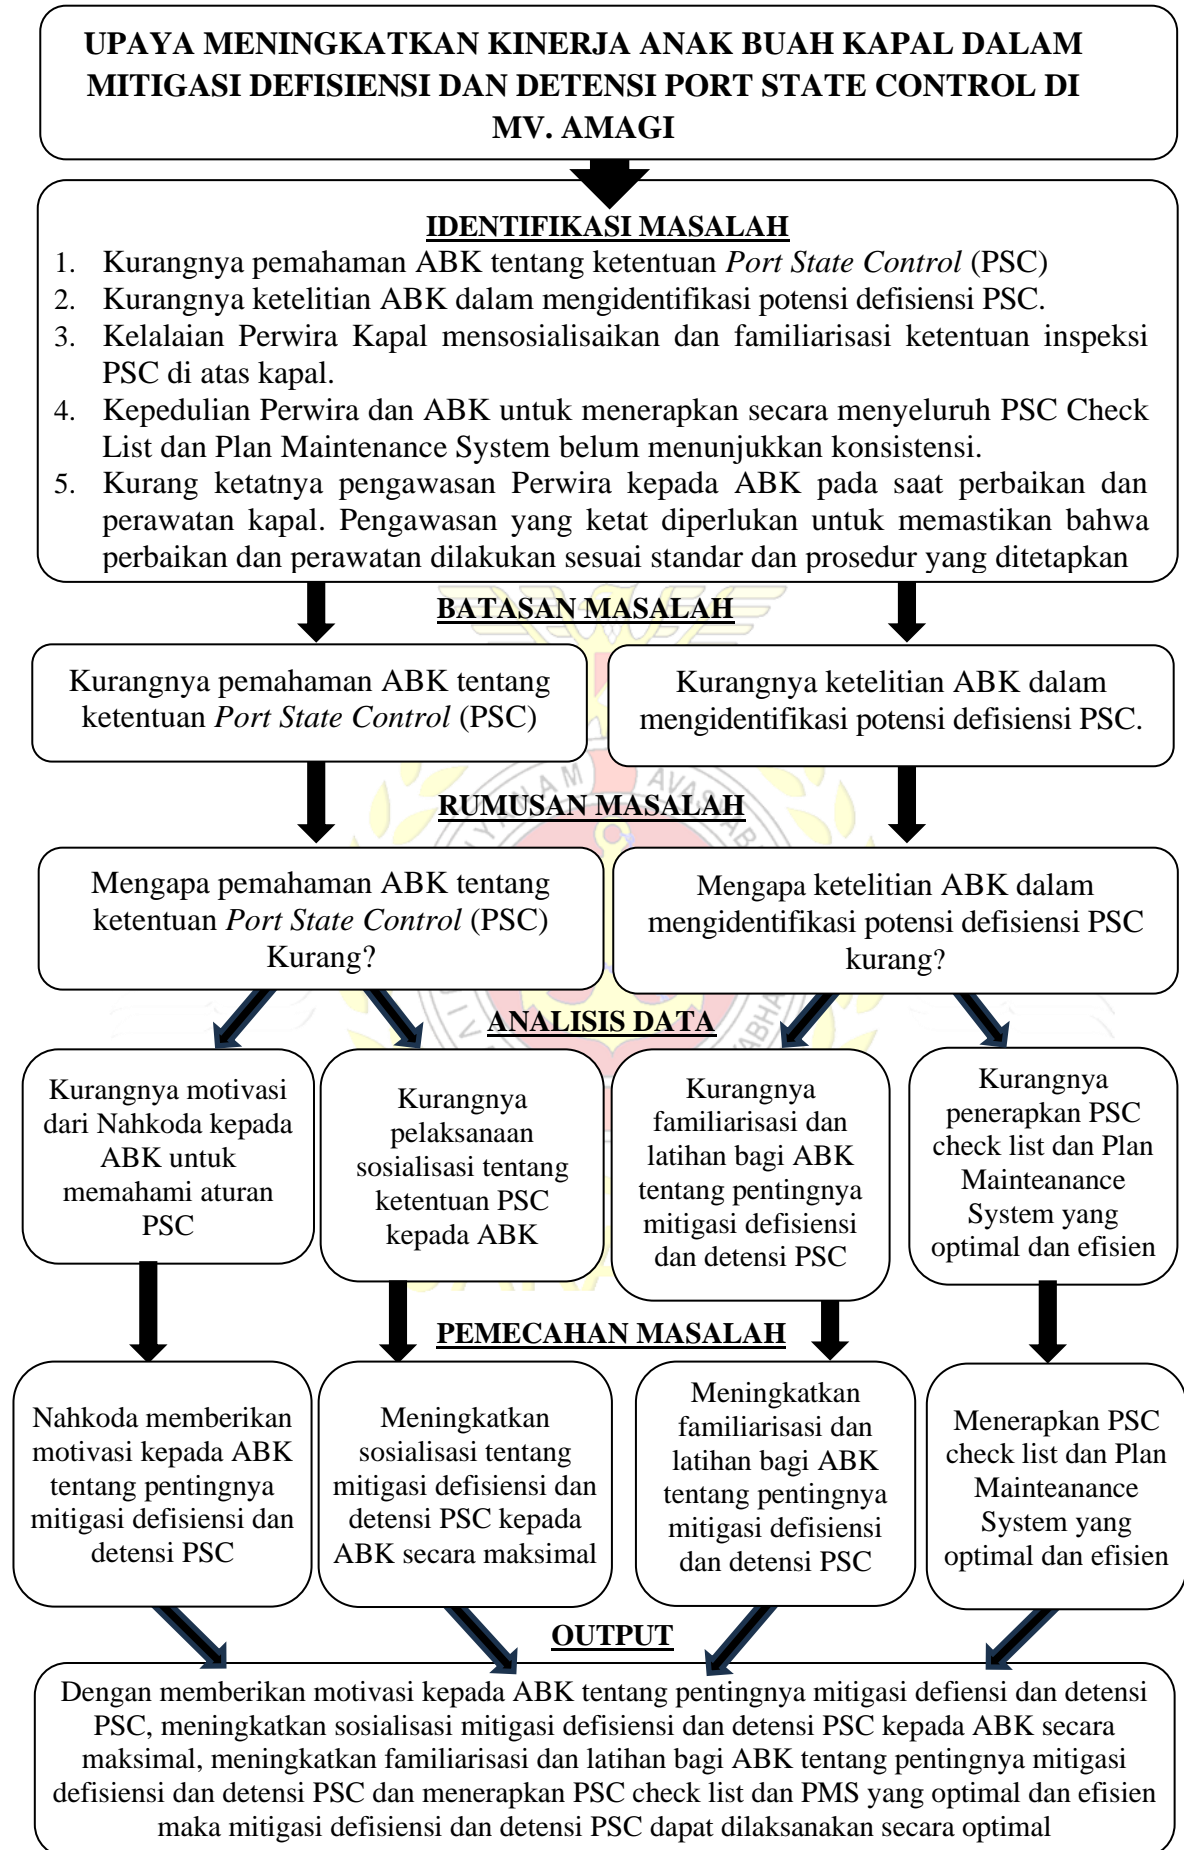 UPAYA MENINGKATKAN KINERJA ANAK BUAH KAPAL DALAM
MITIGASI DEFISIENSI DAN DETENSI PORT STATE CONTROL DI
MV. AMAGI
IDENTIFIKASI MASALAH
1. Kurangnya pemahaman ABK tentang ketentuan Port State Control (PSC)
2. Kurangnya ketelitian ABK dalam mengidentifikasi potensi defisiensi PSC.
3. Kelalaian Perwira Kapal mensosialisaikan dan familiarisasi ketentuan inspeksi
PSC di atas kapal.
4. Kepedulian Perwira dan ABK untuk menerapkan secara menyeluruh PSC Check
List dan Plan Maintenance System belum menunjukkan konsistensi.
5. Kurang ketatnya pengawasan Perwira kepada ABK pada saat perbaikan dan
perawatan kapal. Pengawasan yang ketat diperlukan untuk memastikan bahwa
perbaikan dan perawatan dilakukan sesuai standar dan prosedur yang ditetapkan
BATASAN MASALAH
Kurangnya pemahaman ABK tentang
ketentuan Port State Control (PSC)
Kurangnya ketelitian ABK dalam
mengidentifikasi potensi defisiensi PSC.
RUMUSAN MASALAH
Mengapa pemahaman ABK tentang
ketentuan Port State Control (PSC)
Kurang?
Mengapa ketelitian ABK dalam
mengidentifikasi potensi defisiensi PSC
kurang?
ANALISIS DATA
Kurangnya motivasi
dari Nahkoda kepada
ABK untuk
memahami aturan
PSC
Kurangnya
pelaksanaan
sosialisasi tentang
ketentuan PSC
kepada ABK
Kurangnya
familiarisasi dan
latihan bagi ABK
tentang pentingnya
mitigasi defisiensi
dan detensi PSC
Kurangnya
penerapkan PSC
check list dan Plan
Mainteanance
System yang
optimal dan efisien
PEMECAHAN MASALAH
Nahkoda memberikan
motivasi kepada ABK
tentang pentingnya
mitigasi defisiensi dan
detensi PSC
Meningkatkan
sosialisasi tentang
mitigasi defisiensi dan
detensi PSC kepada
ABK secara maksimal
Meningkatkan
familiarisasi dan
latihan bagi ABK
tentang pentingnya
mitigasi defisiensi
dan detensi PSC
Menerapkan PSC
check list dan Plan
Mainteanance
System yang
optimal dan efisien
OUTPUT
Dengan memberikan motivasi kepada ABK tentang pentingnya mitigasi defiensi dan detensi
PSC, meningkatkan sosialisasi mitigasi defisiensi dan detensi PSC kepada ABK secara
maksimal, meningkatkan familiarisasi dan latihan bagi ABK tentang pentingnya mitigasi
defisiensi dan detensi PSC dan menerapkan PSC check list dan PMS yang optimal dan efisien
maka mitigasi defisiensi dan detensi PSC dapat dilaksanakan secara optimal